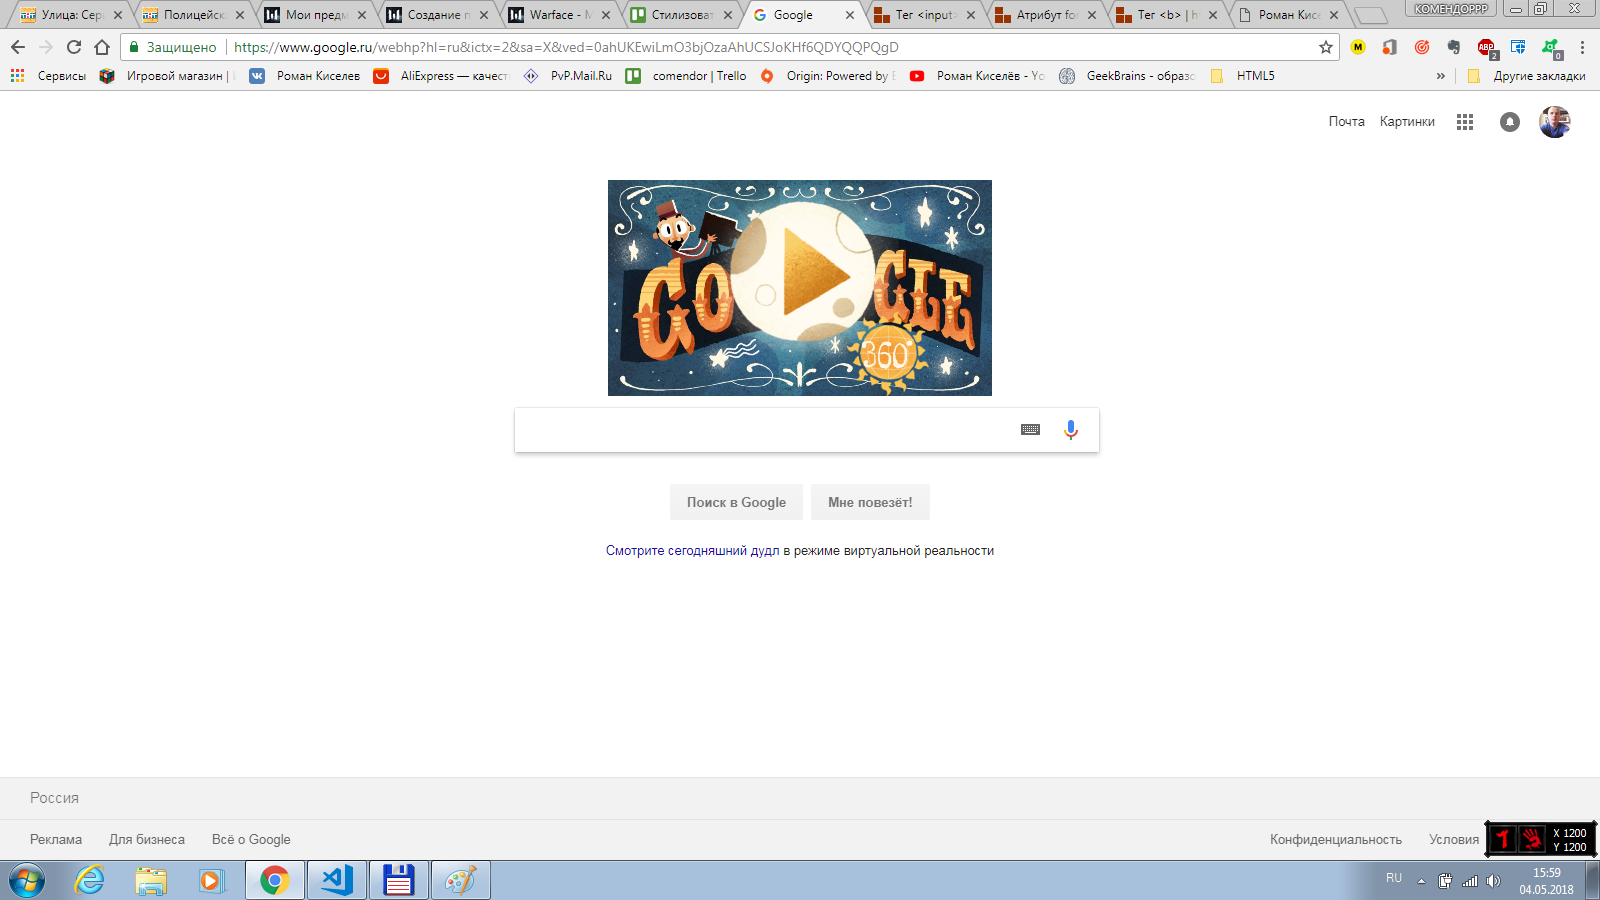 Улица: Сер
Полицейск
Мои предм
Создание п
Warface - М
Стилизоват
Google
Тег <input>
Атрибут for
Тег <b> | h
Роман Кисе
КОМЕНДОРРР
Защищено
https://www.google.ru/webhp?hl=ru&ictx=2&sa=X&ved=0ahUKEwiLmO3bjOzaAhUCSJoKHf6QDYQQPQgD
Сервисы
Игровой магазин |
Роман Киселев
AliExpress — качест
PvP.Mail.Ru
comendor | Trello
Origin: Powered by E
Роман Киселёв - Yo
GeekBrains - образо
HTML5
»
Другие закладки
Почта
Картинки
GOOGLE
360°
Поиск в Google
Мне повезёт!
Смотрите сегодняшний дудл в режиме виртуальной реальности
Россия
Реклама
Для бизнеса
Всё о Google
Конфиденциальность
Условия
X 1200
Y 1200
RU
15:59
04.05.2018